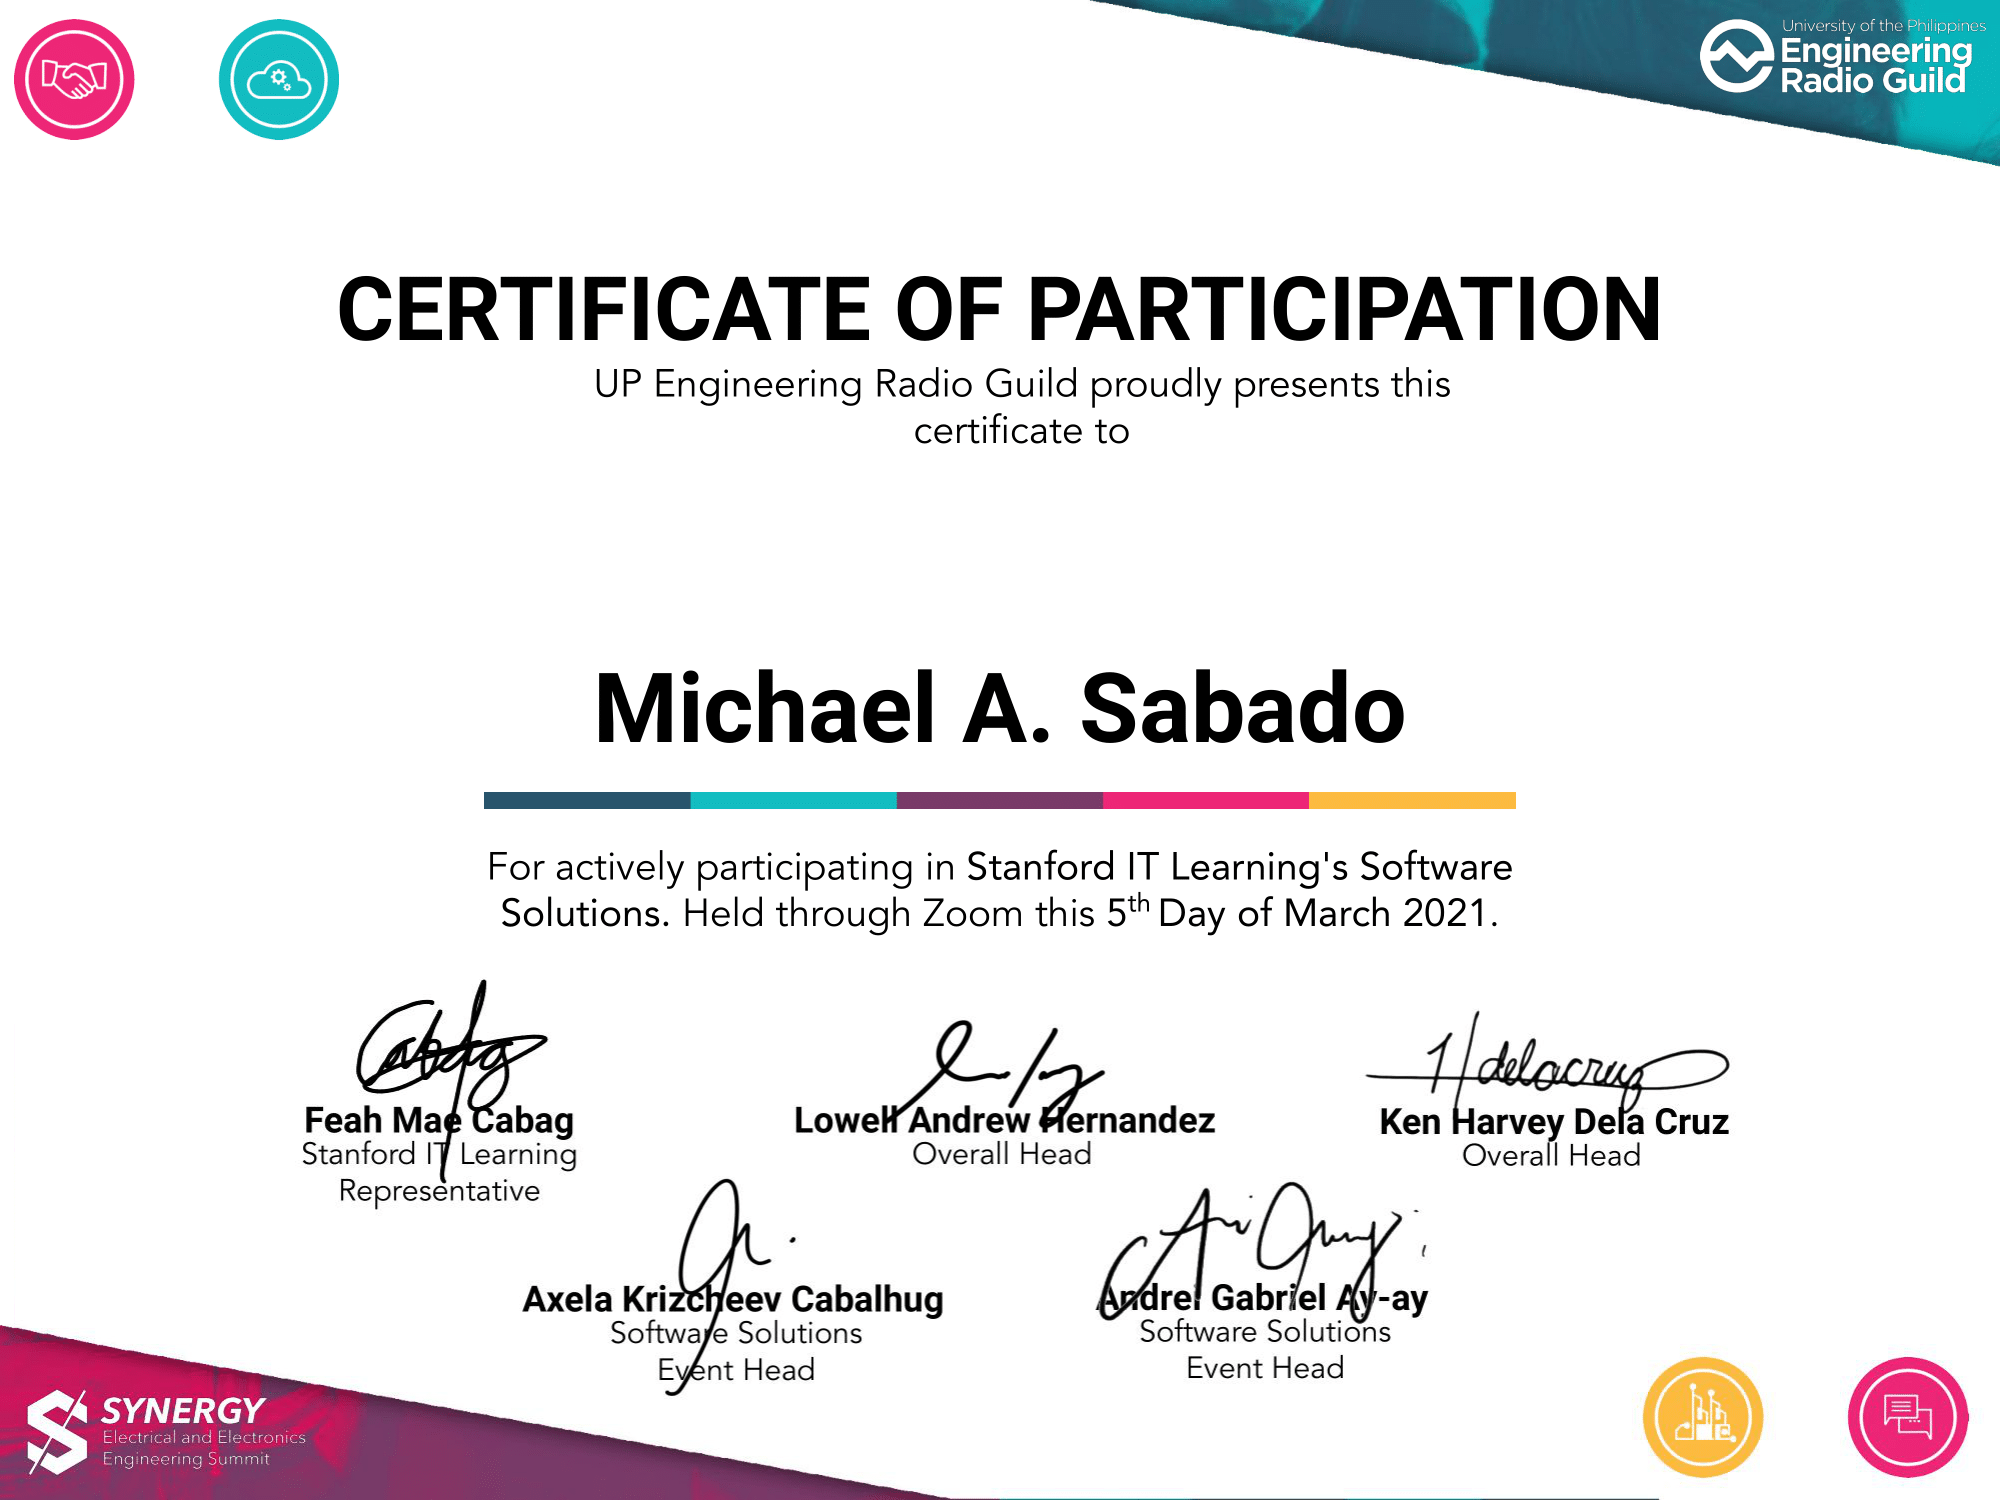 University of the Philippines
Engineering
Radio Guild
CERTIFICATE OF PARTICIPATION
UP Engineering Radio Guild proudly presents this
certificate to
Michael A. Sabado
For actively participating in Stanford IT Learning's Software
Solutions. Held through Zoom this 5th Day of March 2021.
Feah Mae Cabag
Stanford IT Learning
Representative
Lowell Andrew Hernandez
Overall Head
H delacruz
Ken Harvey Dela Cruz
Overall Head
Axela Krizcheev Cabalhug
Software Solutions
Event Head
Andrei Gabriel Ay-ay
Software Solutions
Event Head
SYNERGY
Electrical and Electronics
Engineering Summit